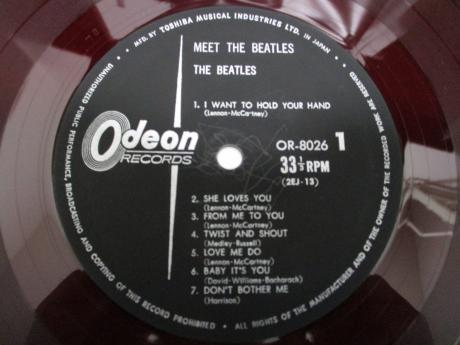 MFD. BY TOSHIBA MUSICAL INDUSTRIES LTD. IN JAPAN
MEET THE BEATLES
THE BEATLES
1. I WANT TO HOLD YOUR HAND
(Lennon-McCartney)
Odeon
RECORDS
OR-8026 1
33⅓ RPM
(2EJ-13)
2. SHE LOVES YOU
(Lennon-McCartney)
3. FROM ME TO YOU
(Lennon-McCartney)
4. TWIST AND SHOUT
(Medley-Russell)
5. LOVE ME DO
(Lennon-McCartney)
6. BABY IT'S YOU
(David-Williams-Bacharach)
7. DON'T BOTHER ME
(Harrison)
UNAUTHORIZED PUBLIC PERFORMANCE, BROADCASTING AND COPYING OF THIS RECORD PROHIBITED • ALL RIGHTS OF THE MANUFACTURER AND OF THE OWNER OF THE RECORDED WORK ARE RESERVED •